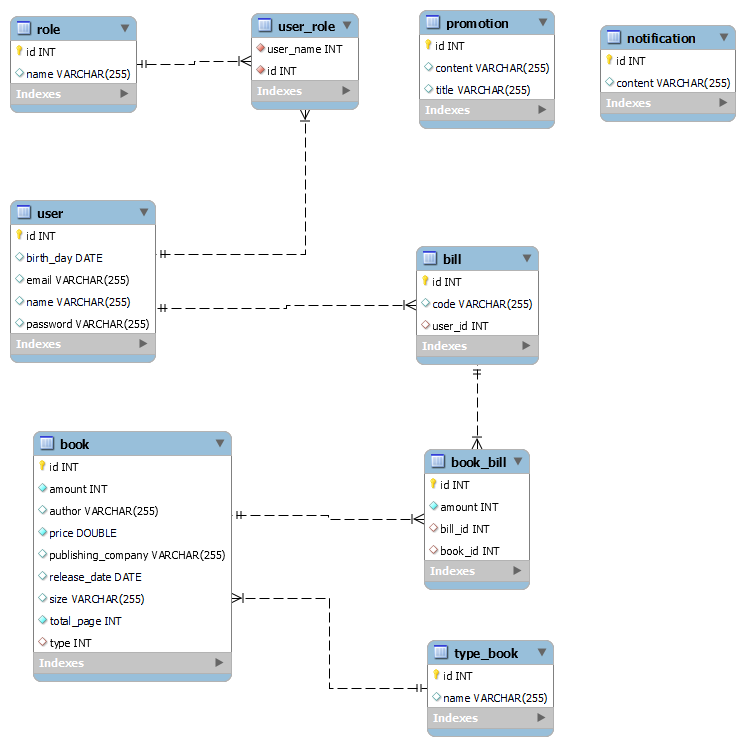 role
id INT
name VARCHAR(255)
Indexes
user_role
user_name INT
id INT
Indexes
promotion
id INT
content VARCHAR(255)
title VARCHAR(255)
Indexes
notification
id INT
content VARCHAR(255)
Indexes
user
id INT
birth_day DATE
email VARCHAR(255)
name VARCHAR(255)
password VARCHAR(255)
Indexes
bill
id INT
code VARCHAR(255)
user_id INT
Indexes
book
id INT
amount INT
author VARCHAR(255)
price DOUBLE
publishing_company VARCHAR(255)
release_date DATE
size VARCHAR(255)
total_page INT
type INT
Indexes
book_bill
id INT
amount INT
bill_id INT
book_id INT
Indexes
type_book
id INT
name VARCHAR(255)
Indexes